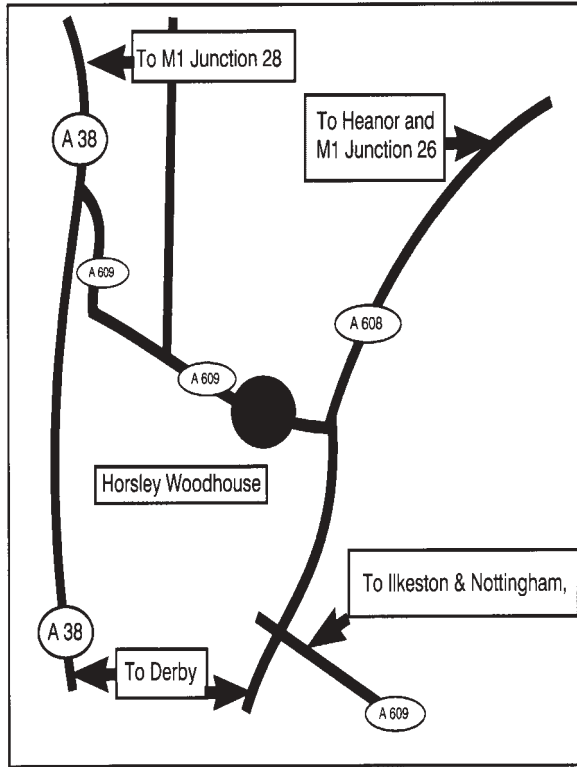 To M1 Junction 28
To Heanor and
M1 Junction 26
A 38
A 609
A 608
A 609
Horsley Woodhouse
To Ilkeston & Nottingham,
A 38
To Derby
A 609